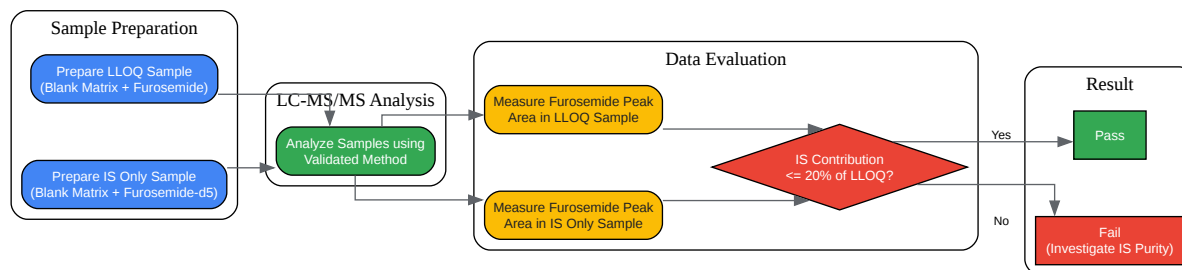 Sample Preparation
Prepare LLOQ Sample
(Blank Matrix + Furosemide)
Prepare IS Only Sample
(Blank Matrix + Furosemide-d5)
LC-MS/MS Analysis
Analyze Samples using
Validated Method
Data Evaluation
Measure Furosemide Peak
Area in LLOQ Sample
Measure Furosemide Peak
Area in IS Only Sample
IS Contribution
<= 20% of LLOQ?
Yes
No
Result
Pass
Fail
(Investigate IS Purity)